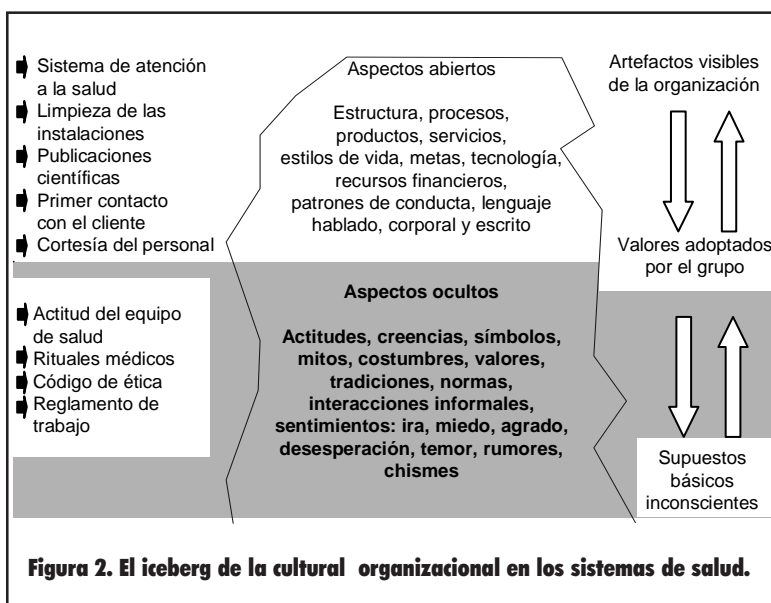 Sistema de atención
a la salud
Limpieza de las
instalaciones
Publicaciones
científicas
Primer contacto
con el cliente
Cortesía del personal
Actitud del equipo
de salud
Rituales médicos
Código de ética
Reglamento de
trabajo
Aspectos abiertos
Estructura, procesos,
productos, servicios,
estilos de vida, metas, tecnología,
recursos financieros,
patrones de conducta, lenguaje
hablado, corporal y escrito
Aspectos ocultos
Actitudes, creencias, símbolos,
mitos, costumbres, valores,
tradiciones, normas,
interacciones informales,
sentimientos: ira, miedo, agrado,
desesperación, temor, rumores,
chismes
Artefactos visibles
de la organización
Valores adoptados
por el grupo
Supuestos
básicos
inconscientes
Figura 2. El iceberg de la cultural organizacional en los sistemas de salud.